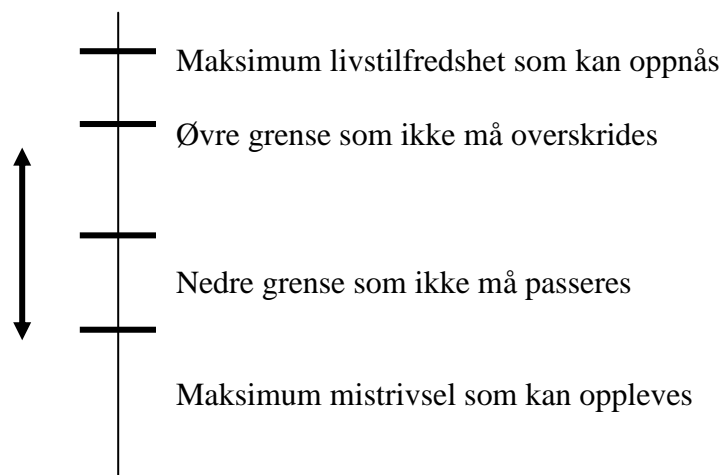 Maksimum livstilfredshet som kan oppnås
Øvre grense som ikke må overskrides
Nedre grense som ikke må passeres
Maksimum mistrivsel som kan oppleves